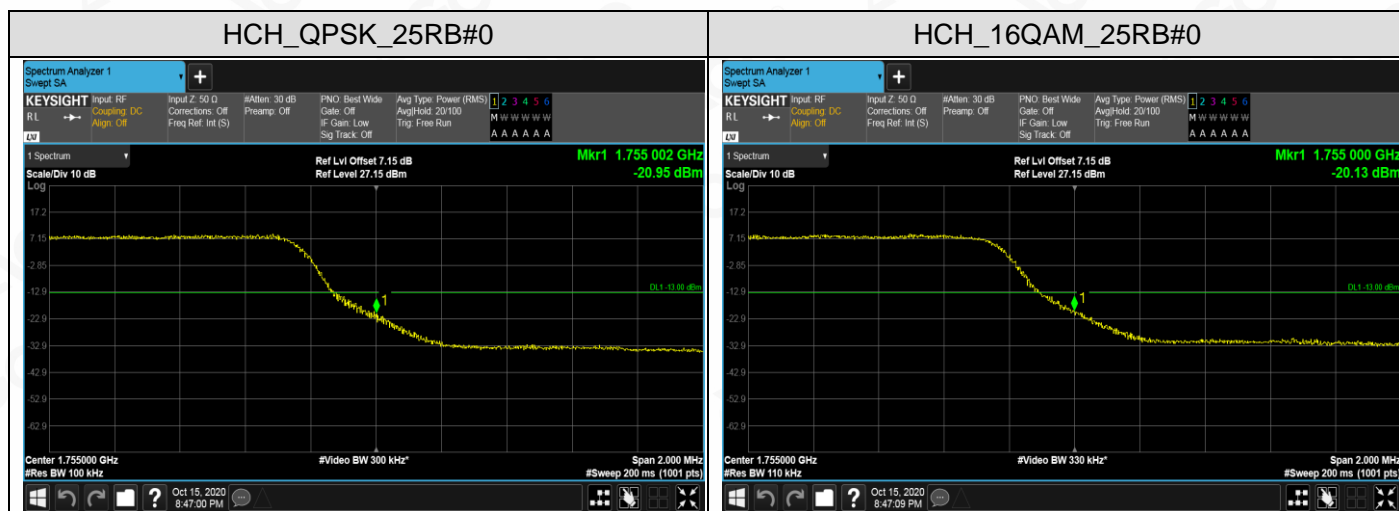 HCH_QPSK_25RB#0
Spectrum Analyzer 1
Swept SA
+
KEYSIGHT
RL
LXI
Input: RF
Coupling: DC
Align: Off
Input Z: 50 Ω
Corrections: Off
Freq Ref: Int (S)
#Atten: 30 dB
Preamp: Off
PNO: Best Wide
Gate: Off
IF Gain: Low
Sig Track: Off
Avg Type: Power (RMS)
Avg|Hold: 20/100
Trig: Free Run
1 2 3 4 5 6
M W W W W W
A A A A A A
1 Spectrum
Scale/Div 10 dB
Log
Ref Lvl Offset 7.15 dB
Ref Level 27.15 dBm
Mkr1 1.755 002 GHz
-20.95 dBm
17.2
7.15
-2.85
-12.9
-22.9
-32.9
-42.9
-52.9
-62.9
DL1 -13.00 dBm
1
Center 1.755000 GHz
#Res BW 100 kHz
#Video BW 300 kHz*
Span 2.000 MHz
#Sweep 200 ms (1001 pts)
?
Oct 15, 2020
8:47:00 PM
HCH_16QAM_25RB#0
Spectrum Analyzer 1
Swept SA
+
KEYSIGHT
RL
LXI
Input: RF
Coupling: DC
Align: Off
Input Z: 50 Ω
Corrections: Off
Freq Ref: Int (S)
#Atten: 30 dB
Preamp: Off
PNO: Best Wide
Gate: Off
IF Gain: Low
Sig Track: Off
Avg Type: Power (RMS)
Avg|Hold: 20/100
Trig: Free Run
1 2 3 4 5 6
M W W W W W
A A A A A A
1 Spectrum
Scale/Div 10 dB
Log
Ref Lvl Offset 7.15 dB
Ref Level 27.15 dBm
Mkr1 1.755 000 GHz
-20.13 dBm
17.2
7.15
-2.85
-12.9
-22.9
-32.9
-42.9
-52.9
-62.9
DL1 -13.00 dBm
1
Center 1.755000 GHz
#Res BW 110 kHz
#Video BW 330 kHz*
Span 2.000 MHz
#Sweep 200 ms (1001 pts)
?
Oct 15, 2020
8:47:09 PM